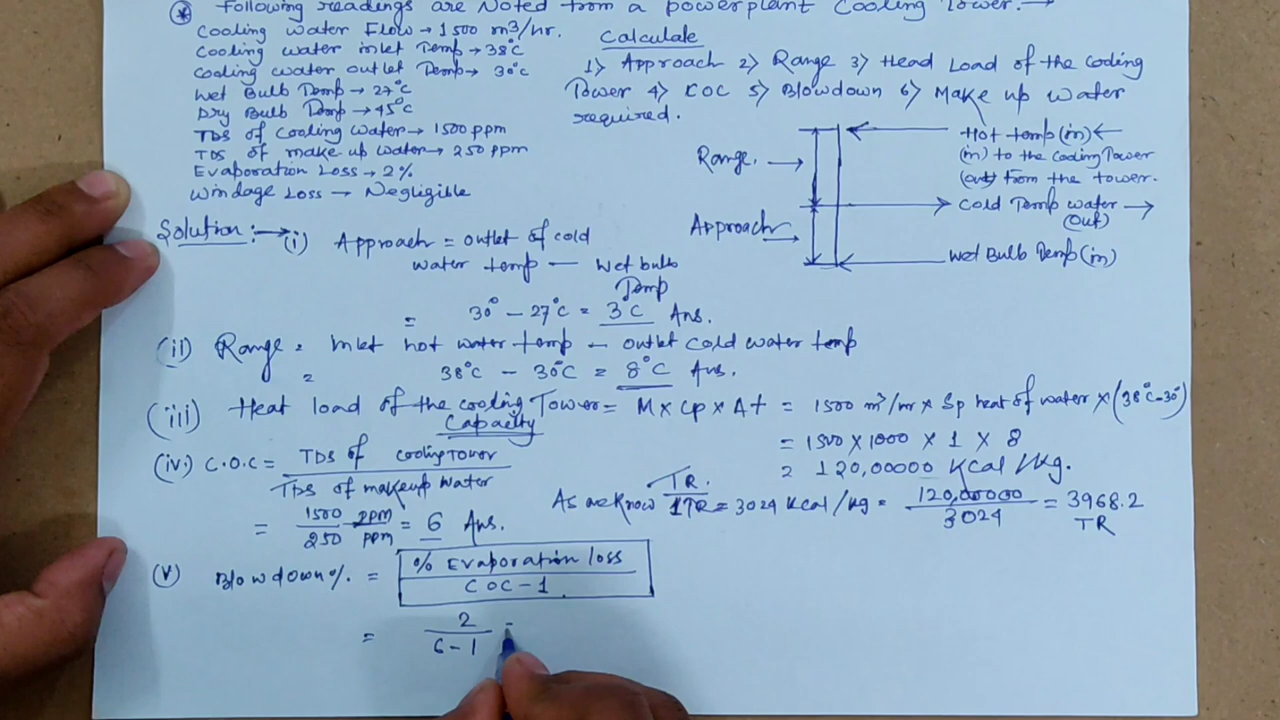 Following readings are Noted from a powerplant Cooling Tower. →
Cooling water Flow → 1500 m3/hr.
Cooling water inlet Temp → 38°C
Cooling water outlet Temp → 30°C
Wet Bulb Temp → 27°C
Dry Bulb Temp → 45°C
TDS of Cooling water → 1500 ppm
TDS of make up water → 250 ppm
Evaporation Loss → 2%
Windage Loss → Negligible
Calculate
1) Approach 2) Range 3) Head Load of the Cooling
Tower 4) COC 5) Blowdown 6) Make up water
required.
Range. →
Approach →
Hot temp (in) ←
(in) to the Cooling Tower
(out) from the tower.
Cold Temp water →
(out)
Wet Bulb Temp (in)
Solution :→ (i) Approach = outlet of cold
water temp — Wet bulb
Temp
= 30° – 27°C = 3°C Ans.
(ii) Range = Inlet hot water temp – outlet cold water temp
= 38°C – 30°C = 8°C Ans.
(iii) Heat load of the cooling Tower = M x Cp x At = 1500 m³/hr x Sp heat of water x (38°C-30°)
Capacity
= 1500 x 1000 x 1 x 8
= 120,00000 Kcal/kg.
(iv.) C.O.C = TDS of cooling tower
TDS of makeup water
= 1500 ppm / 250 ppm = 6 Ans.
TR.
As we know 1TR = 3024 Kcal/kg = 120,00000 / 3024 = 3968.2
TR
(v) Blowdown%. = % Evaporation loss
COC – 1
= 2 / 6 – 1 =